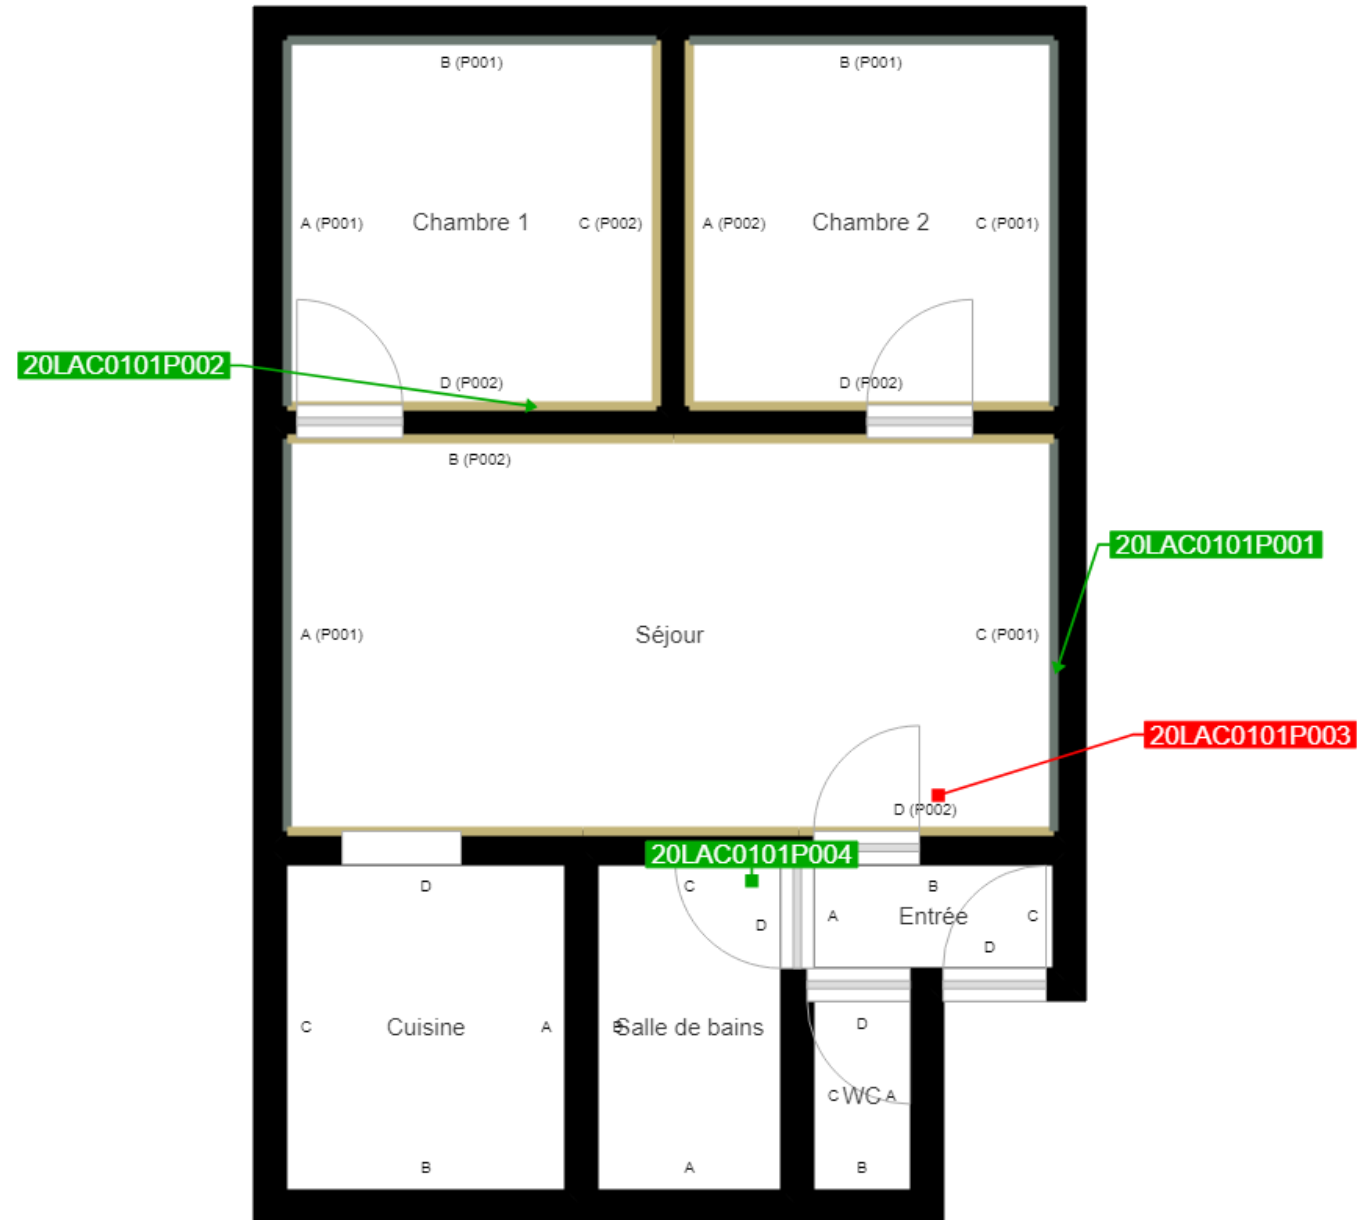 B (P001)
B (P001)
A (P001)
Chambre 1
C (P002)
A (P002)
Chambre 2
C (P001)
20LAC0101P002
D (P002)
D (P002)
B (P002)
20LAC0101P001
A (P001)
Séjour
C (P001)
20LAC0101P003
D (P002)
20LAC0101P004
D
C
B
A
Entrée
C
D
D
C
Cuisine
A
B
Salle de bains
D
C
WC
A
B
A
B